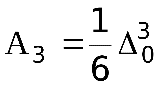 A₃ = 1/6 Δ₀³